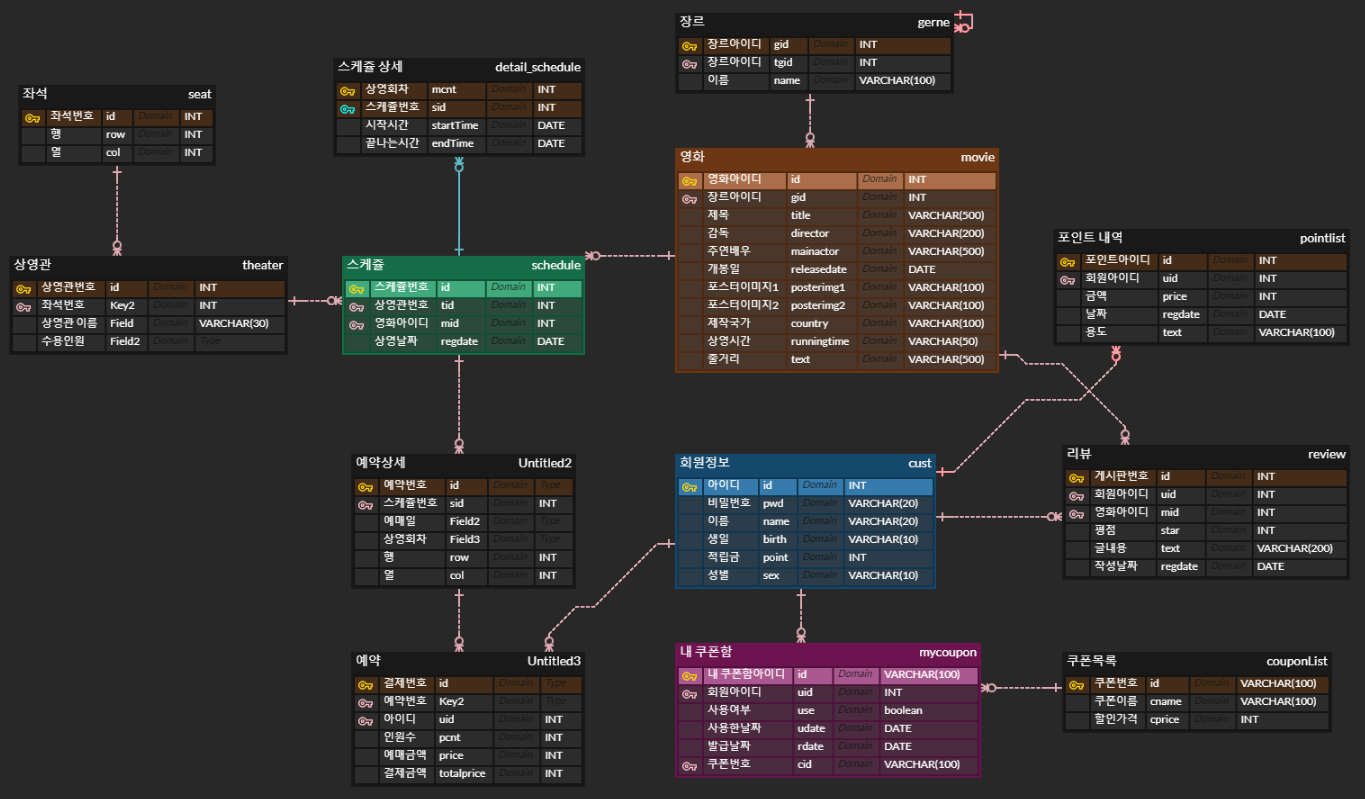 장르 gerne
장르아이디 gid Domain INT
장르아이디 tgid Domain INT
이름 name Domain VARCHAR(100)
스케줄 상세 detail_schedule
상영회차 mcnt Domain INT
스케줄번호 sid Domain INT
시작시간 startTime Domain DATE
끝나는시간 endTime Domain DATE
좌석 seat
좌석번호 id Domain INT
행 row Domain INT
열 col Domain INT
영화 movie
영화아이디 id Domain INT
장르아이디 gid Domain INT
제목 title Domain VARCHAR(500)
감독 director Domain VARCHAR(200)
주연배우 mainactor Domain VARCHAR(500)
개봉일 releasedate Domain DATE
포스터이미지1 postering1 Domain VARCHAR(100)
포스터이미지2 postering2 Domain VARCHAR(100)
제작국가 country Domain VARCHAR(100)
상영시간 runningtime Domain VARCHAR(50)
줄거리 text Domain VARCHAR(500)
포인트 내역 pointlist
포인트아이디 id Domain INT
회원아이디 uid Domain INT
금액 price Domain INT
날짜 regdate Domain DATE
용도 text Domain VARCHAR(100)
상영관 theater
상영관번호 id Domain INT
좌석번호 Key2 Domain INT
상영관 이름 Field Domain VARCHAR(30)
수용인원 Field2 Domain Type
스케줄 schedule
스케줄번호 id Domain INT
상영관번호 tid Domain INT
영화아이디 mid Domain INT
상영날짜 regdate Domain DATE
예약상세 Untitled2
예약번호 id Domain Type
스케줄번호 sid Domain INT
예매일 Field2 Domain Type
상영회차 Field3 Domain Type
행 row Domain INT
열 col Domain INT
회원정보 cust
아이디 id Domain INT
비밀번호 pwd Domain VARCHAR(20)
이름 name Domain VARCHAR(20)
생일 birth Domain VARCHAR(10)
적립금 point Domain INT
성별 sex Domain VARCHAR(10)
리뷰 review
게시판번호 id Domain INT
회원아이디 uid Domain INT
영화아이디 mid Domain INT
평점 star Domain INT
글내용 text Domain VARCHAR(200)
작성날짜 regdate Domain DATE
예약 Untitled3
결제번호 id Domain Type
예약번호 Key2 Domain Type
아이디 uid Domain INT
인원수 pcnt Domain INT
예매금액 price Domain INT
결제금액 totalprice Domain INT
내 쿠폰함 mycoupon
내 쿠폰함아이디 id Domain VARCHAR(100)
회원아이디 uid Domain INT
사용여부 use Domain boolean
사용한날짜 udate Domain DATE
발급날짜 rdate Domain DATE
쿠폰번호 cid Domain VARCHAR(100)
쿠폰목록 couponList
쿠폰번호 id Domain VARCHAR(100)
쿠폰이름 cname Domain VARCHAR(100)
할인가격 cprice Domain INT